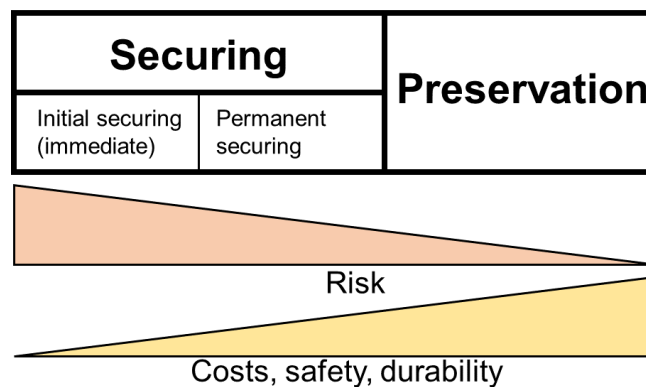 Securing
Preservation
Initial securing
(immediate)
Permanent
securing
Risk
Costs, safety, durability